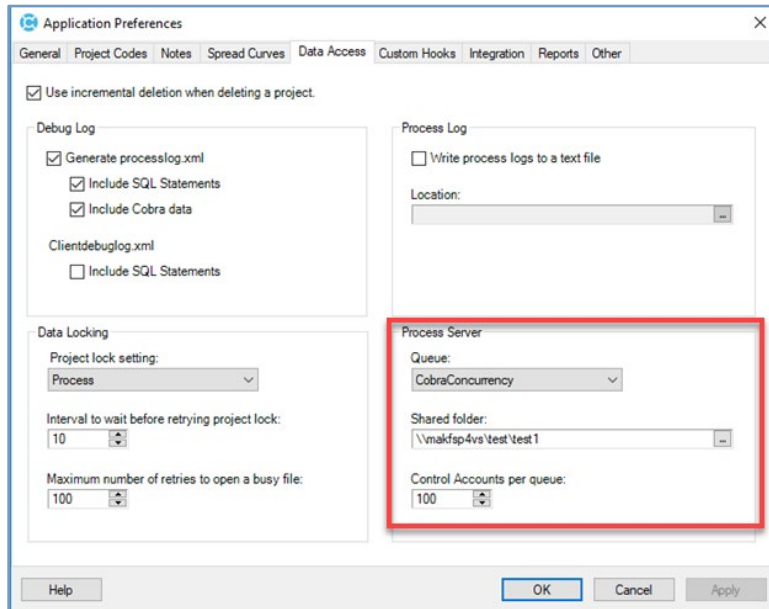 Application Preferences
General Project Codes Notes Spread Curves Data Access Custom Hooks Integration Reports Other
Use incremental deletion when deleting a project.
Debug Log
Generate processlog.xml
Include SQL Statements
Include Cobra data
Clientdebuglog.xml
Include SQL Statements
Process Log
Write process logs to a text file
Location:
...
Data Locking
Project lock setting:
Process
Interval to wait before retrying project lock:
10
Maximum number of retries to open a busy file:
100
Process Server
Queue:
CobraConcurrency
Shared folder:
\\makfsp4vs\test\test1
...
Control Accounts per queue:
100
Help OK Cancel Apply